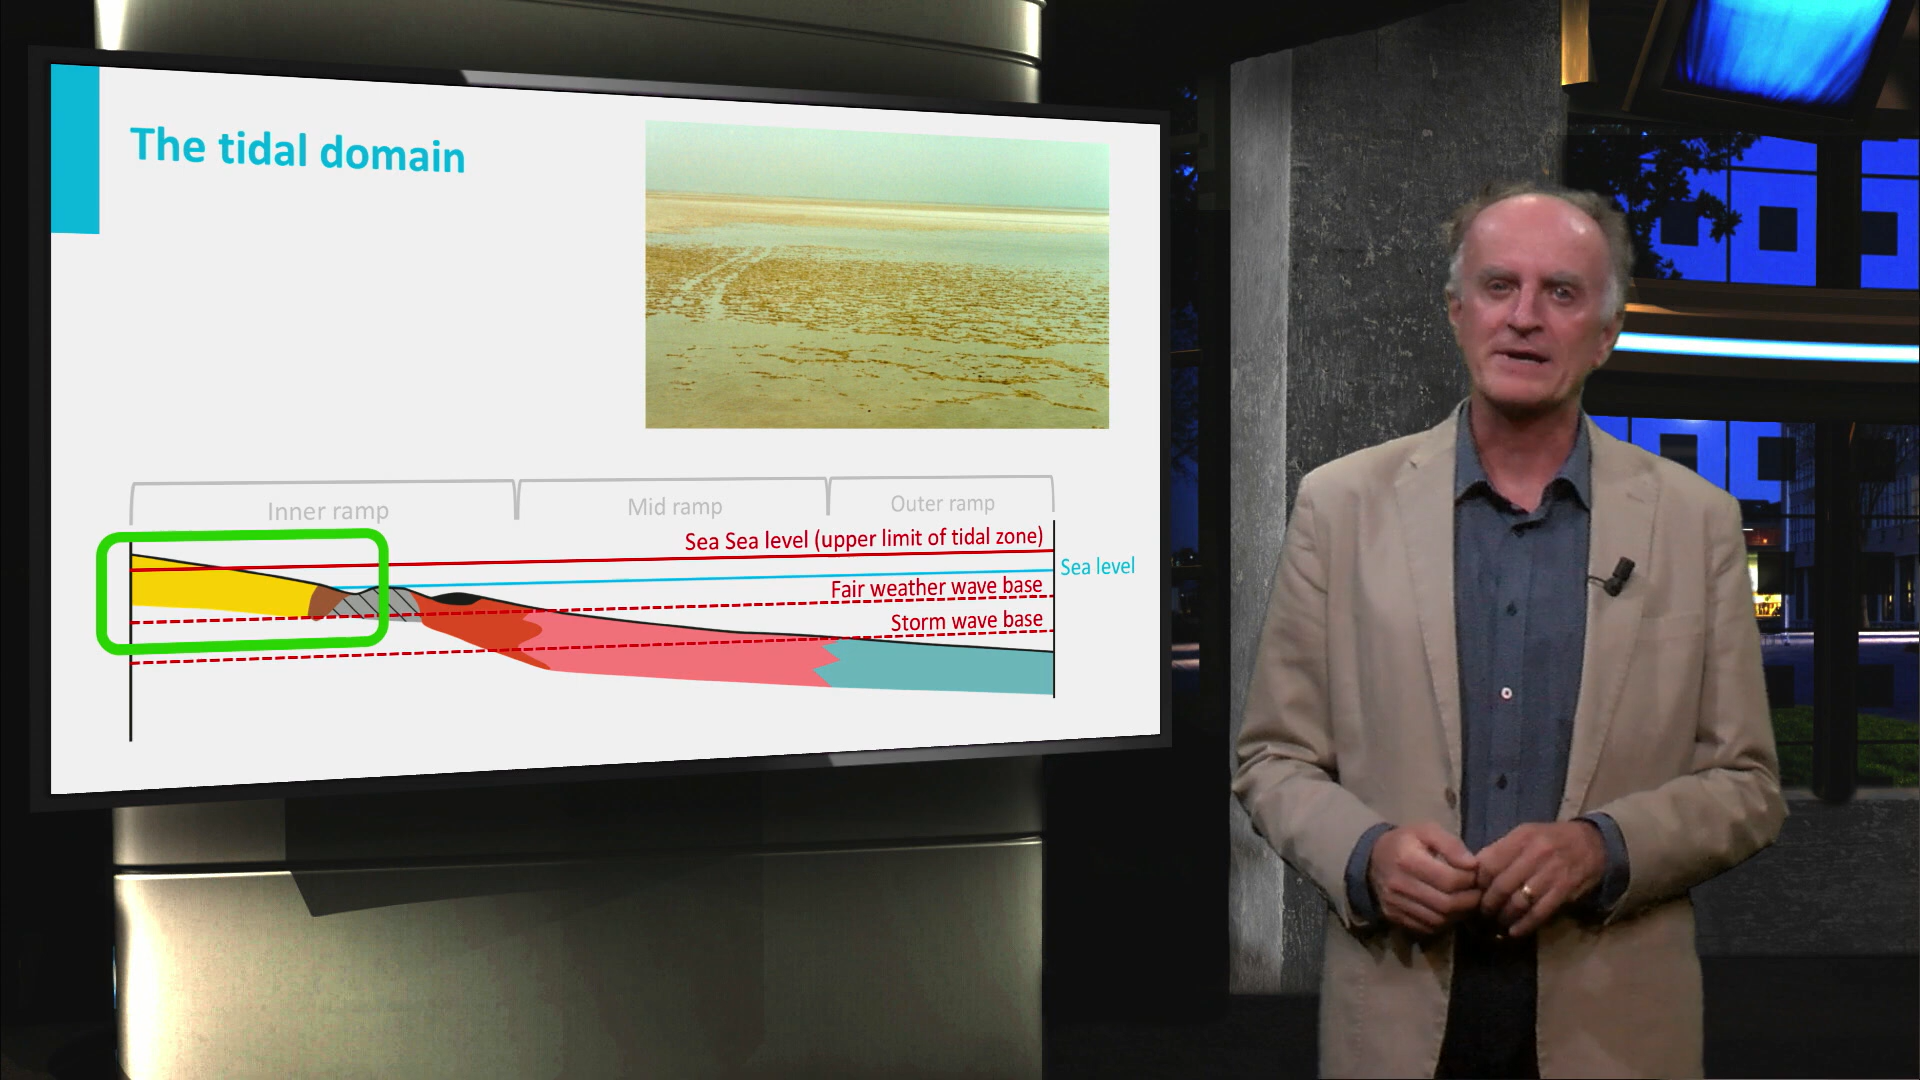 The tidal domain
Inner ramp
Mid ramp
Outer ramp
Sea Sea level (upper limit of tidal zone)
Sea level
Fair weather wave base
Storm wave base